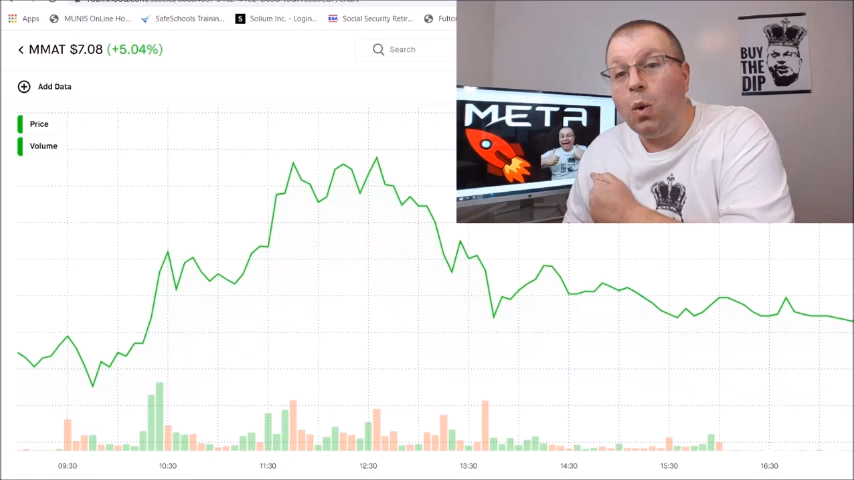 Apps
MUNIS OnLine Ho...
SafeSchools Trainin...
S
Solium Inc. - Login...
SSA
Social Security Retir...
Fulton
MMAT $7.08 (+5.04%)
Search
Add Data
Price
Volume
META
BUY
THE
DIP
09:30
10:30
11:30
12:30
13:30
14:30
15:30
16:30